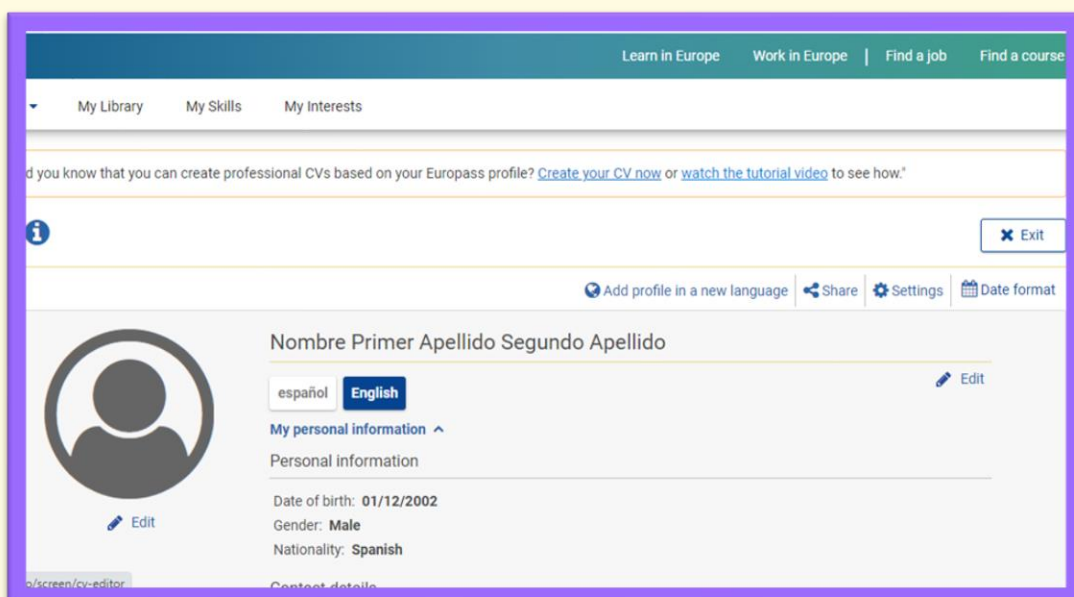 Learn in Europe Work in Europe | Find a job Find a course
My Library My Skills My Interests
d you know that you can create professional CVs based on your Europass profile? Create your CV now or watch the tutorial video to see how."
Exit
Add profile in a new language Share Settings Date format
Nombre Primer Apellido Segundo Apellido
Edit
español English
My personal information
Personal information
Date of birth: 01/12/2002
Edit
Gender: Male
Nationality: Spanish
o/screen/cv-editor
Contact details